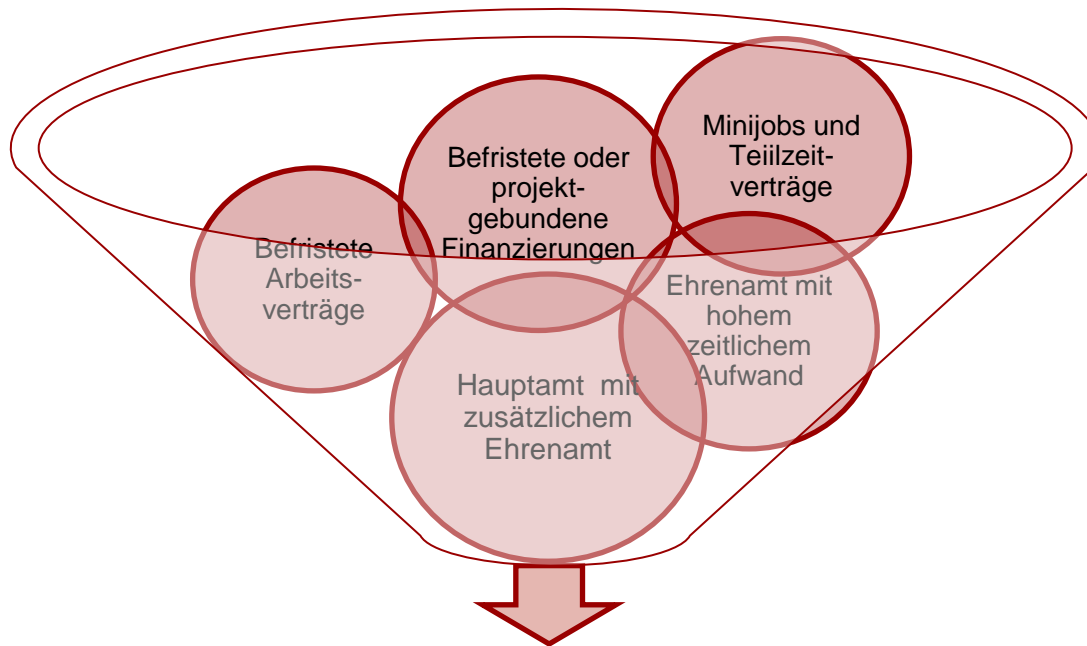 Minijobs und
Teiilzeit-
verträge
Befristete oder
projekt-
gebundene
Finanzierungen
Befristete
Arbeits-
verträge
Ehrenamt mit
hohem
zeitlichem
Aufwand
Hauptamt mit
zusätzlichem
Ehrenamt